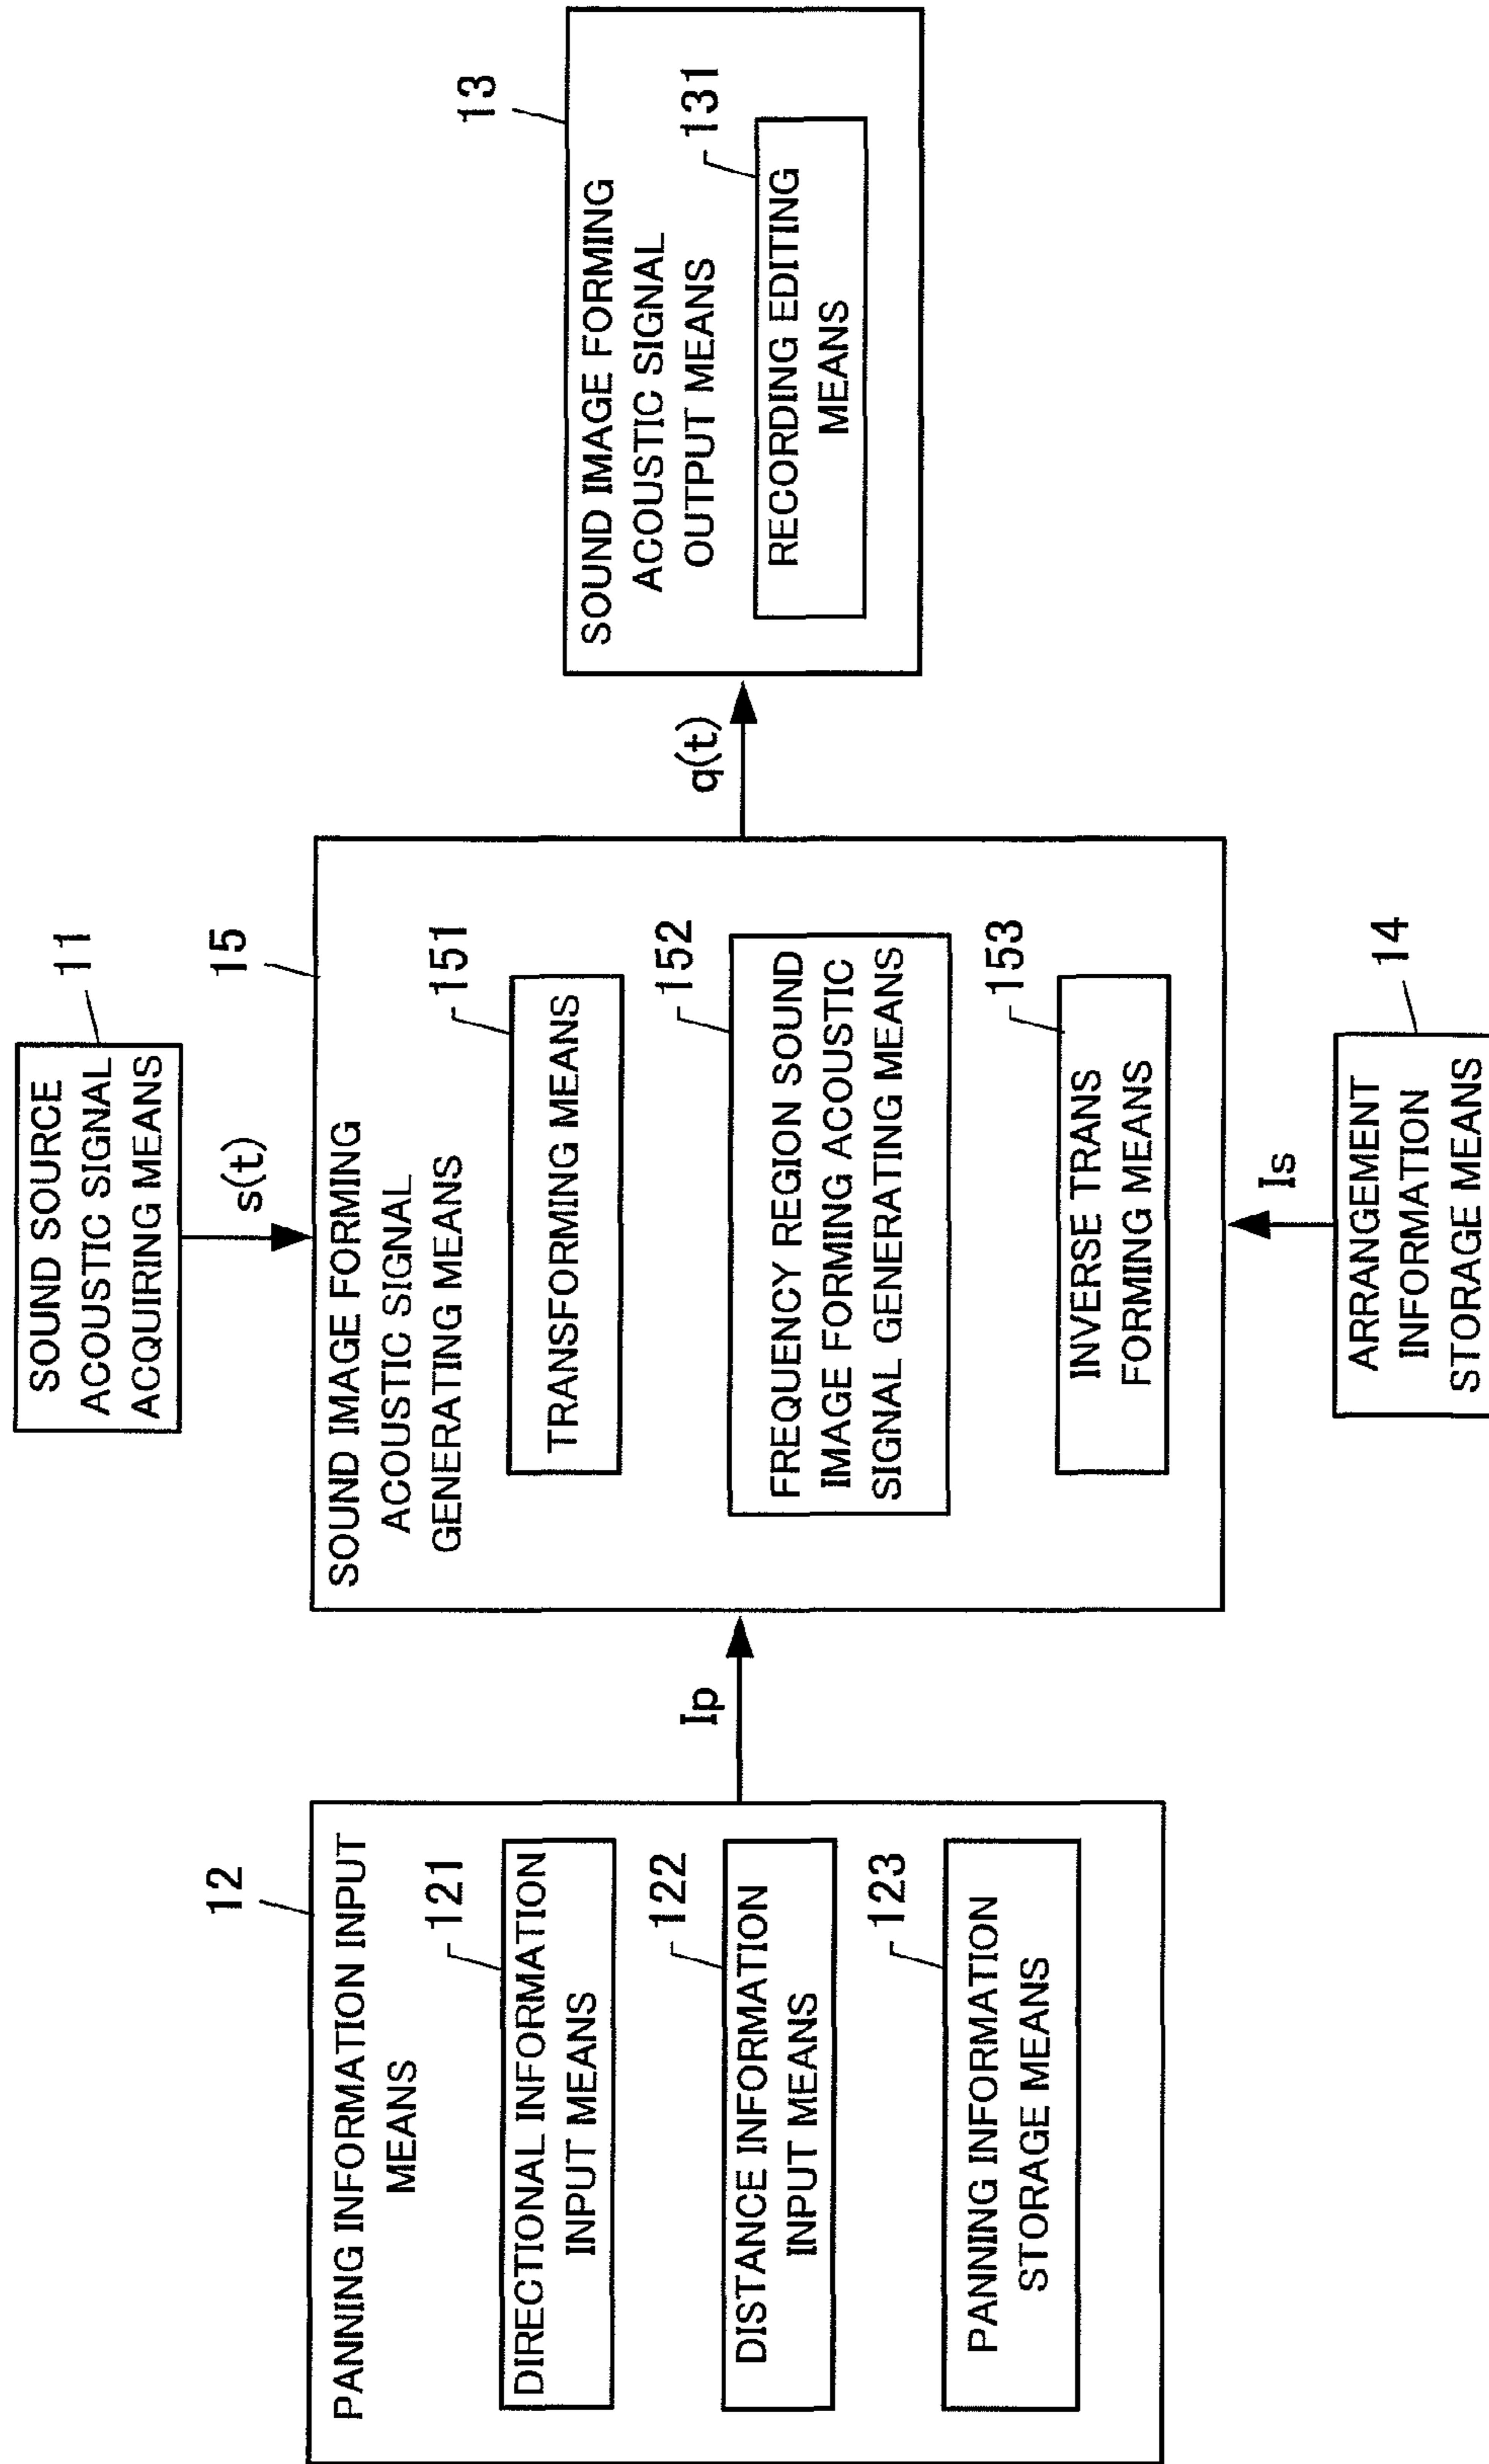 11
SOUND SOURCE
ACOUSTIC SIGNAL
ACQUIRING MEANS
s(t)
12
PANNING INFORMATION INPUT
MEANS
121
DIRECTIONAL INFORMATION
INPUT MEANS
122
DISTANCE INFORMATION
INPUT MEANS
123
PANNING INFORMATION
STORAGE MEANS
Ip
15
SOUND IMAGE FORMING
ACOUSTIC SIGNAL
GENERATING MEANS
151
TRANSFORMING MEANS
152
FREQUENCY REGION SOUND
IMAGE FORMING ACOUSTIC
SIGNAL GENERATING MEANS
153
INVERSE TRANS
FORMING MEANS
q(t)
13
SOUND IMAGE FORMING
ACOUSTIC SIGNAL
OUTPUT MEANS
131
RECORDING EDITING
MEANS
Is
14
ARRANGEMENT
INFORMATION
STORAGE MEANS